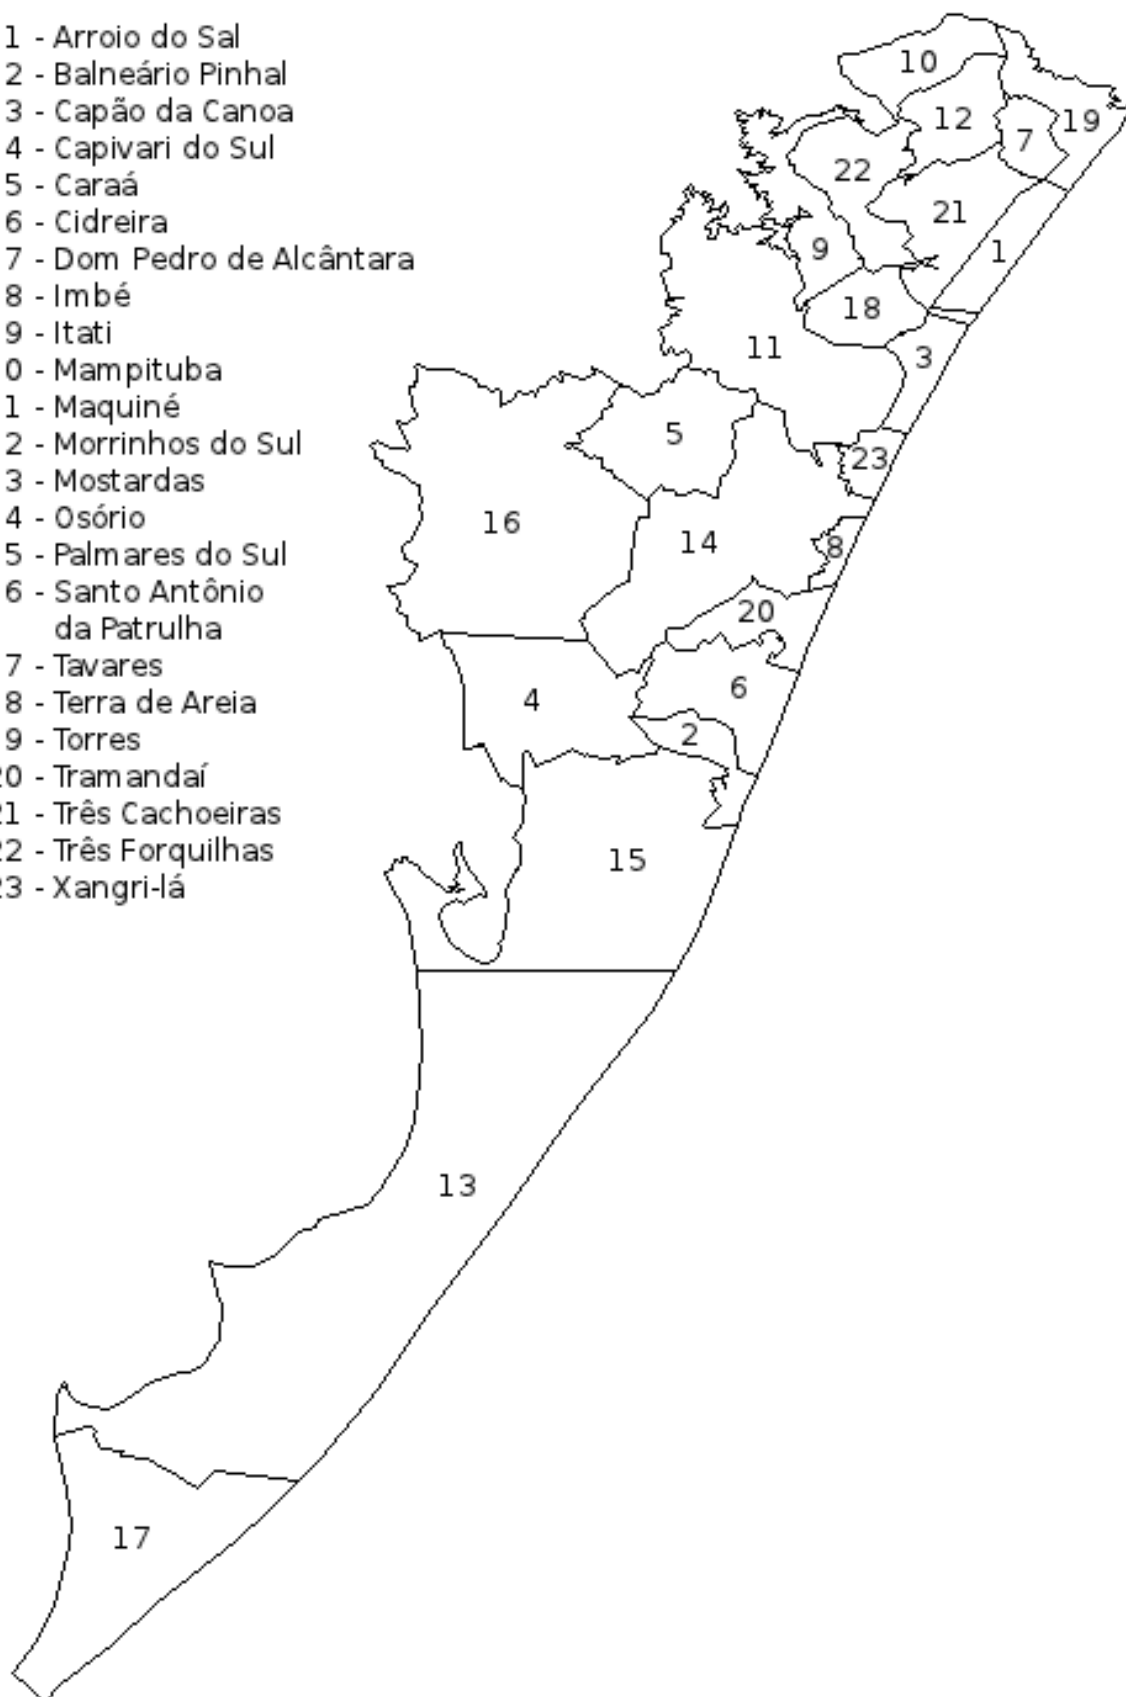 1 - Arroio do Sal
2 - Balneário Pinhal
3 - Capão da Canoa
4 - Capivari do Sul
5 - Caraá
6 - Cidreira
7 - Dom Pedro de Alcântara
8 - Imbé
9 - Itati
0 - Mampituba
1 - Maquiné
2 - Morrinhos do Sul
3 - Mostardas
4 - Osório
5 - Palmares do Sul
6 - Santo Antônio
da Patrulha
7 - Tavares
8 - Terra de Areia
9 - Torres
20 - Tramandaí
21 - Três Cachoeiras
22 - Três Forquilhas
23 - Xangri-lá
10
12
19
7
22
21
9
1
18
11
3
5
23
16
14
8
20
4
6
2
15
13
17